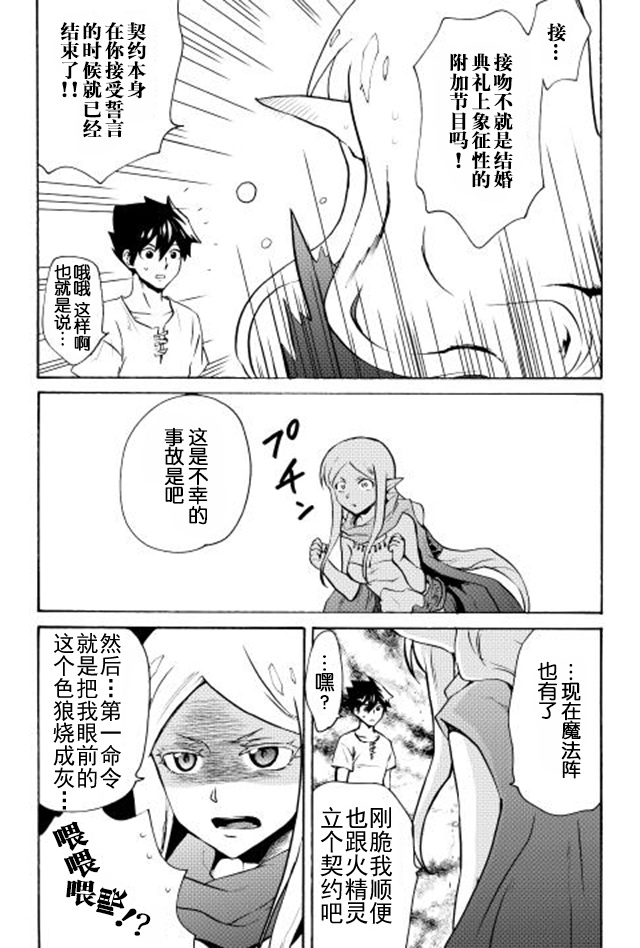 接…
接吻不就是结婚
典礼上象征性的
附加节目吗！
契约本身
在你接受誓言
的时候就已经
结束了!!
哦哦 这样啊
也就是说…
プチン
这是不幸的
事故是吧
…现在魔法阵
也有了
…嘿?
刚脆我顺便
也跟火精灵
立个契约吧
然后…第一命令
就是把我眼前的
这个色狼烧成
灰…
喂
喂
喂喂!?